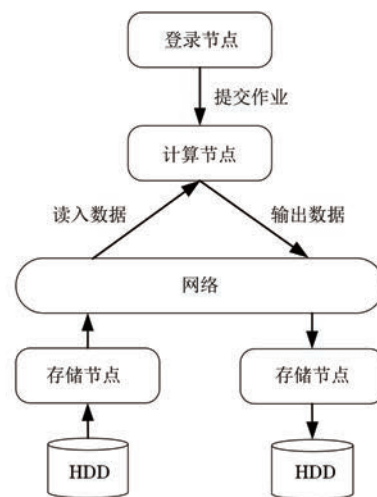 登录节点
提交作业
计算节点
读入数据
输出数据
网络
存储节点
存储节点
HDD
HDD